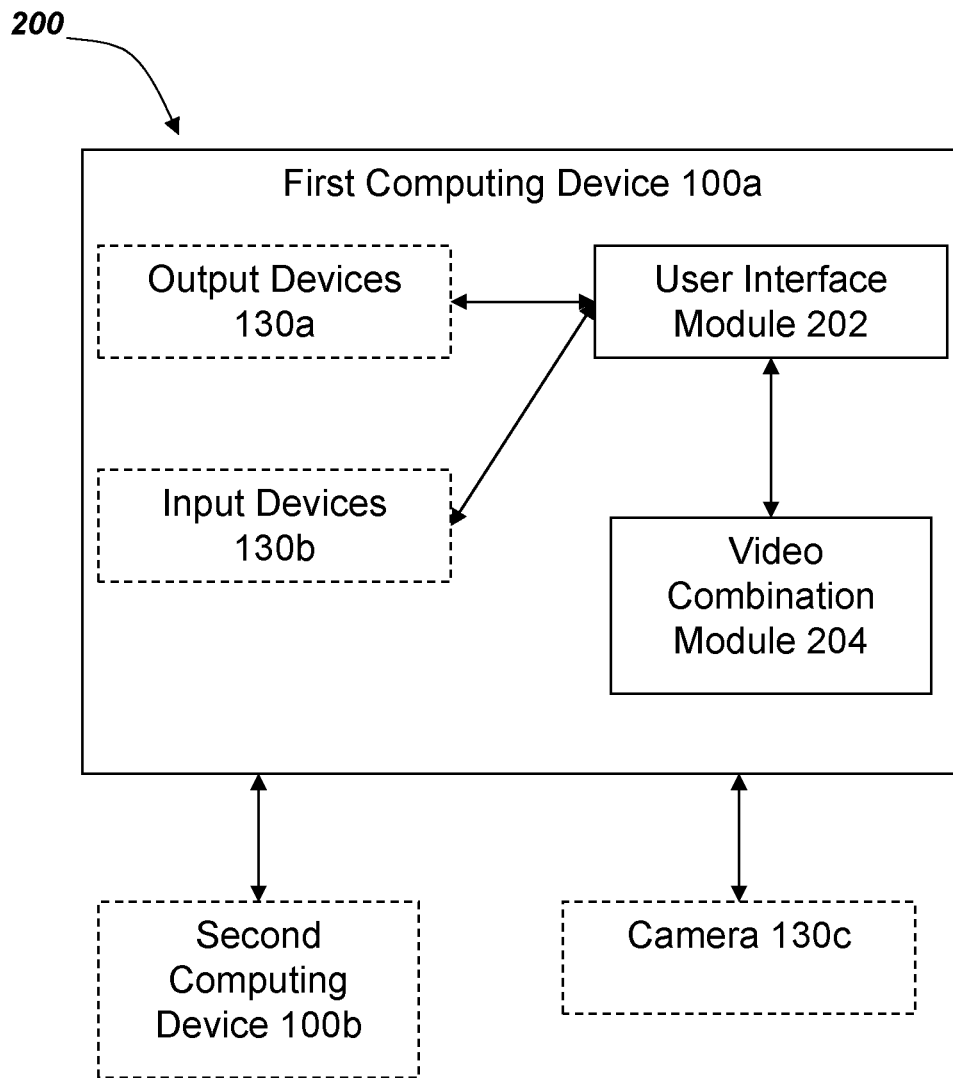 200
First Computing Device 100a
Output Devices
130a
User Interface
Module 202
Input Devices
130b
Video
Combination
Module 204
Second
Computing
Device 100b
Camera 130c